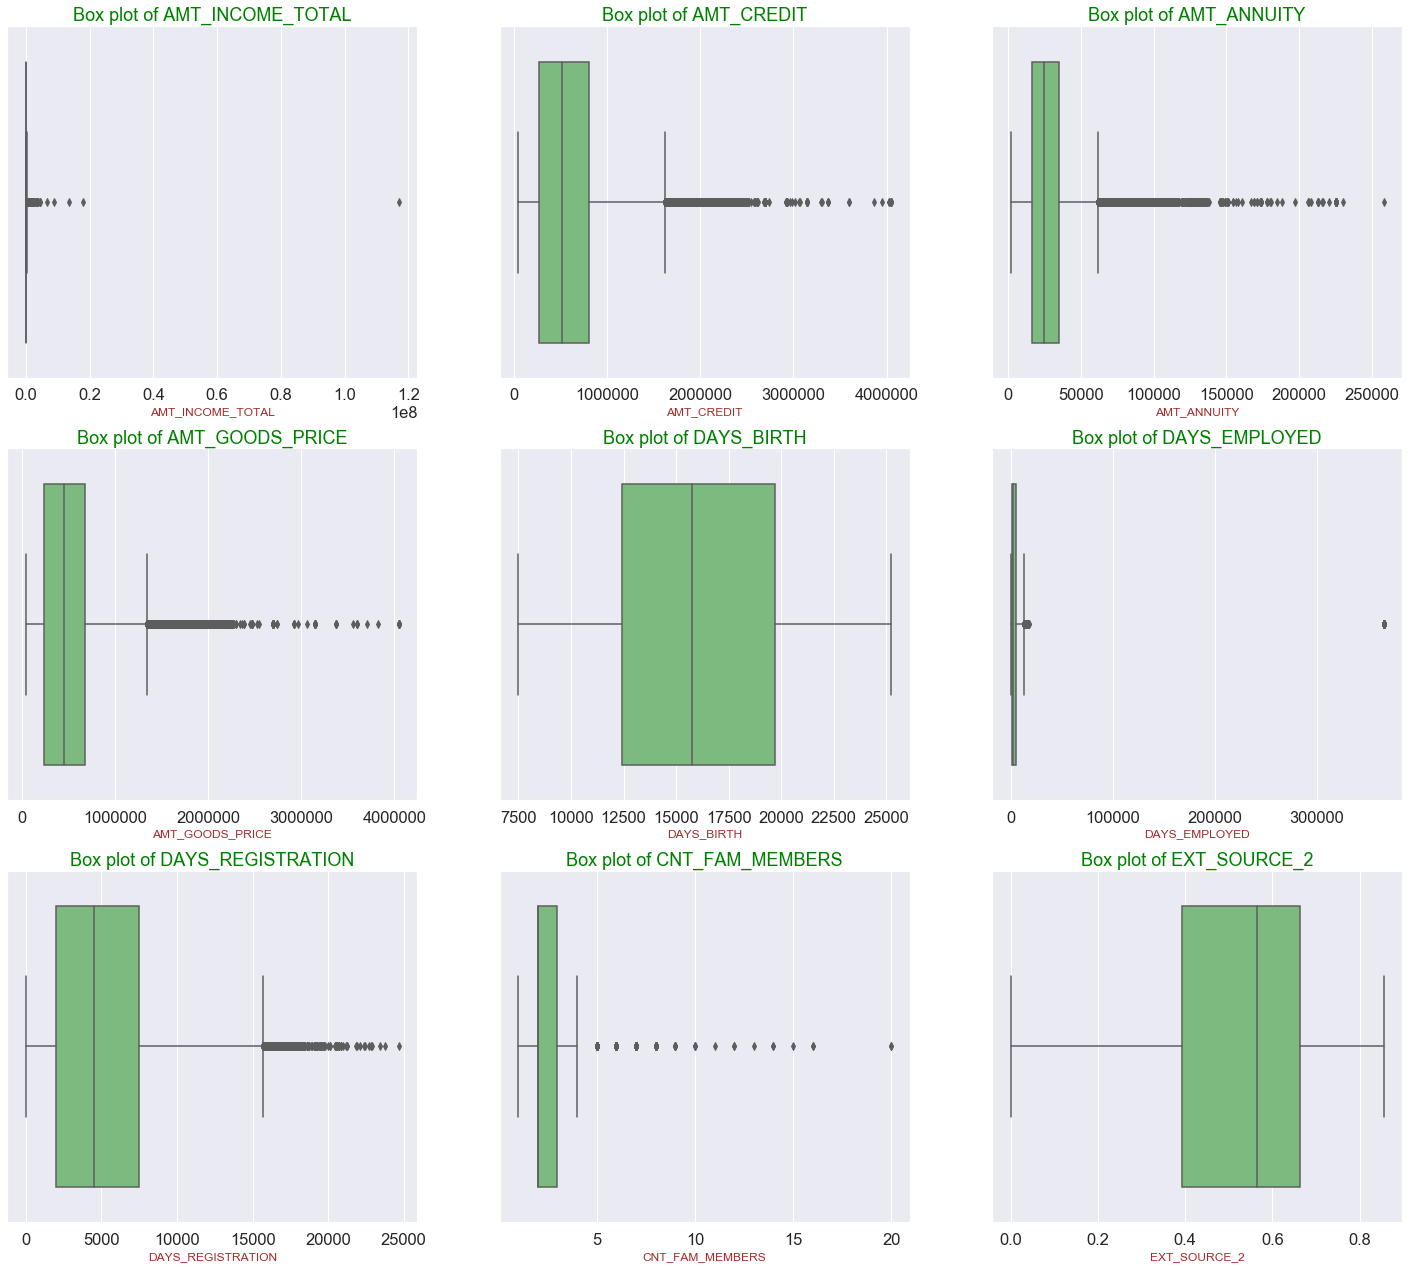 Box plot of AMT_INCOME_TOTAL
0.0 0.2 0.4 0.6 0.8 1.0 1.2
1e8
AMT_INCOME_TOTAL
Box plot of AMT_CREDIT
0 1000000 2000000 3000000 4000000
AMT_CREDIT
Box plot of AMT_ANNUITY
0 50000 100000 150000 200000 250000
AMT_ANNUITY
Box plot of AMT_GOODS_PRICE
0 1000000 2000000 3000000 4000000
AMT_GOODS_PRICE
Box plot of DAYS_BIRTH
7500 10000 12500 15000 17500 20000 22500 25000
DAYS_BIRTH
Box plot of DAYS_EMPLOYED
0 100000 200000 300000
DAYS_EMPLOYED
Box plot of DAYS_REGISTRATION
0 5000 10000 15000 20000 25000
DAYS_REGISTRATION
Box plot of CNT_FAM_MEMBERS
5 10 15 20
CNT_FAM_MEMBERS
Box plot of EXT_SOURCE_2
0.0 0.2 0.4 0.6 0.8
EXT_SOURCE_2